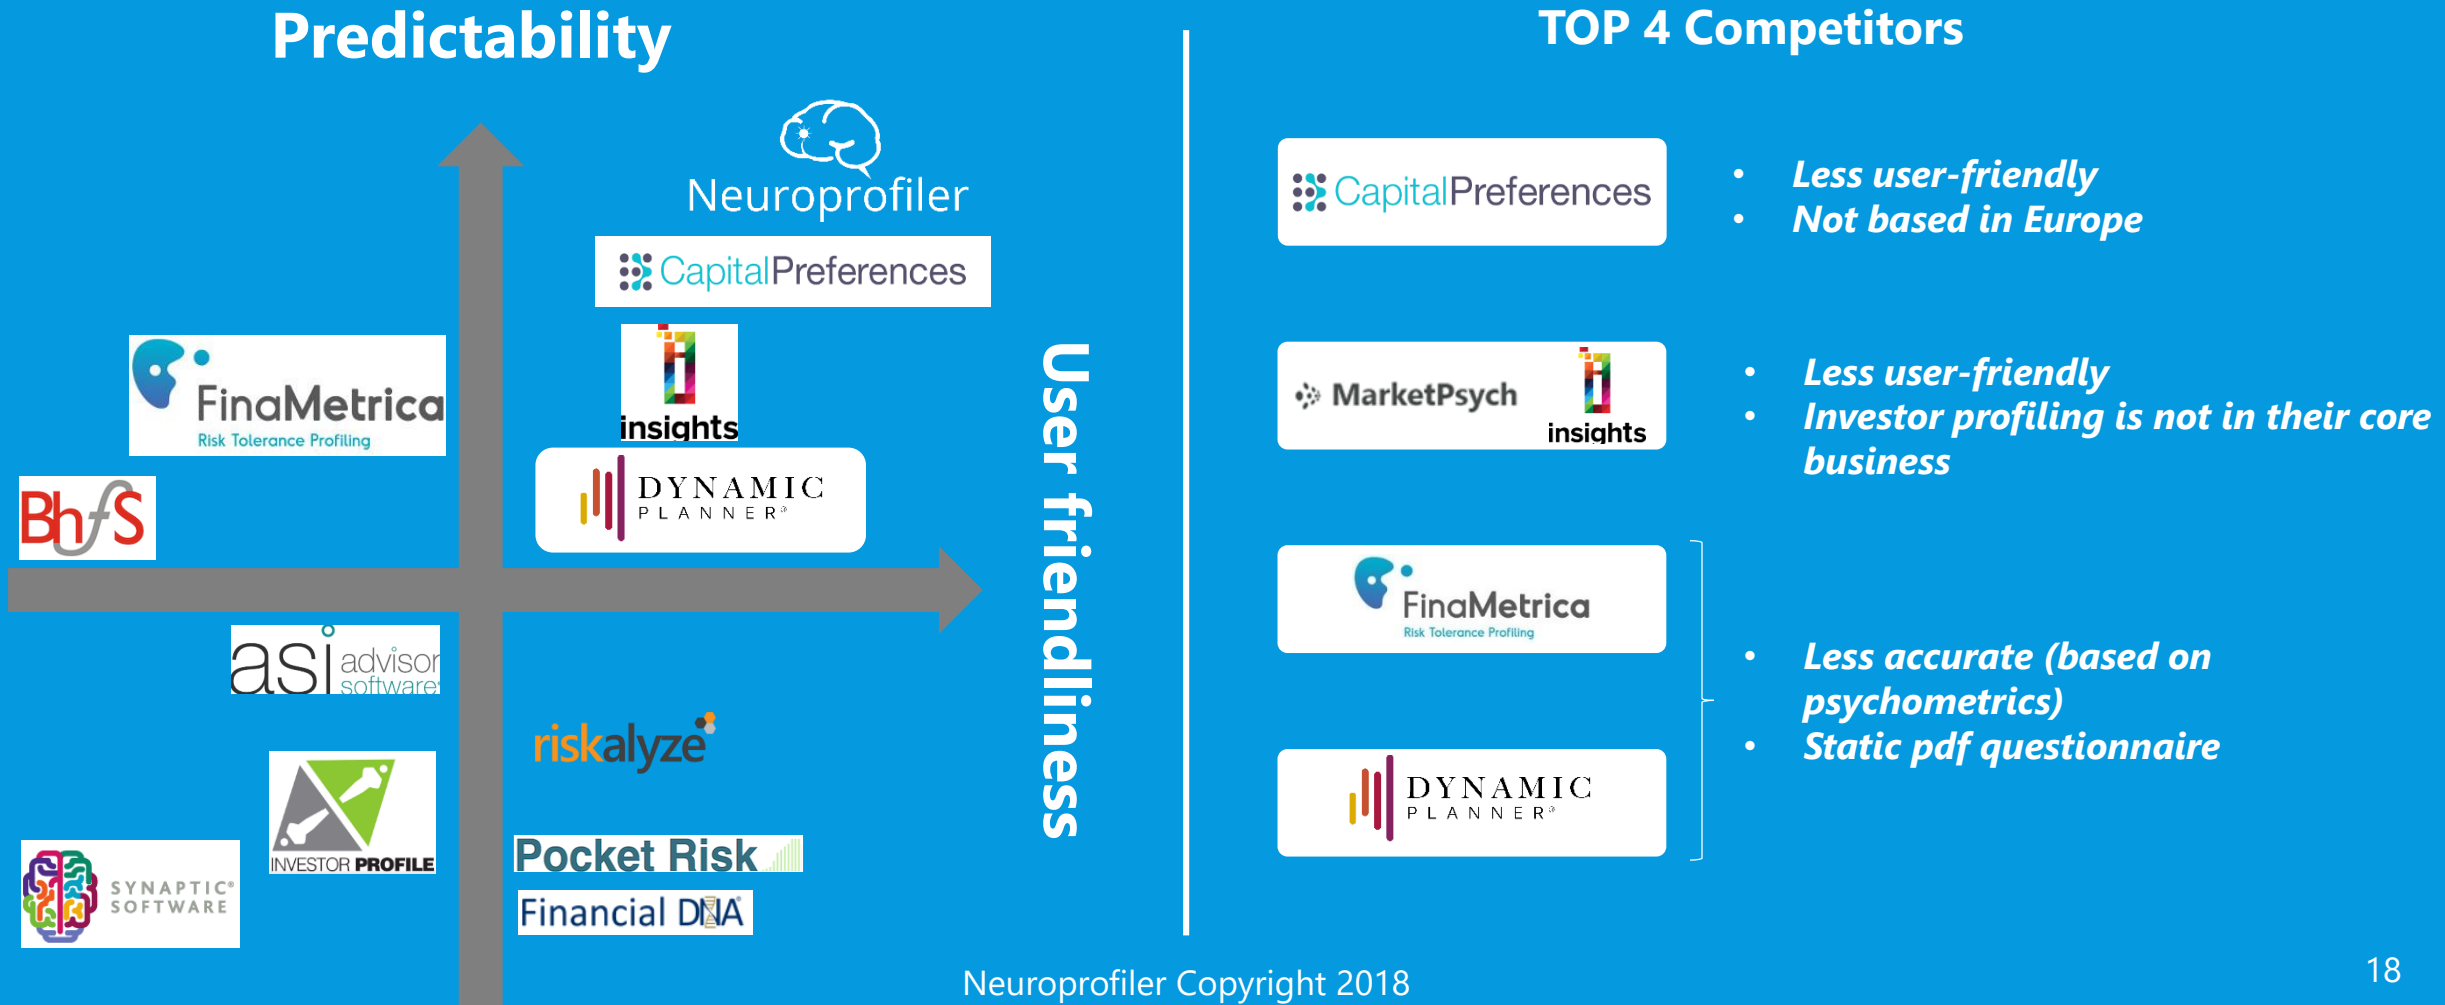 Predictability
Neuroprofiler
CapitalPreferences
FinaMetrica
Risk Tolerance Profiling
insights
DYNAMIC
PLANNER®
BhfS
User friendliness
asi advisor
software
riskalyze
INVESTOR PROFILE
Pocket Risk
SYNAPTIC®
SOFTWARE
Financial DNA
TOP 4 Competitors
CapitalPreferences
• Less user-friendly
• Not based in Europe
MarketPsych
insights
• Less user-friendly
• Investor profiling is not in their core
business
FinaMetrica
Risk Tolerance Profiling
DYNAMIC
PLANNER®
• Less accurate (based on
psychometrics)
• Static pdf questionnaire
Neuroprofiler Copyright 2018
18